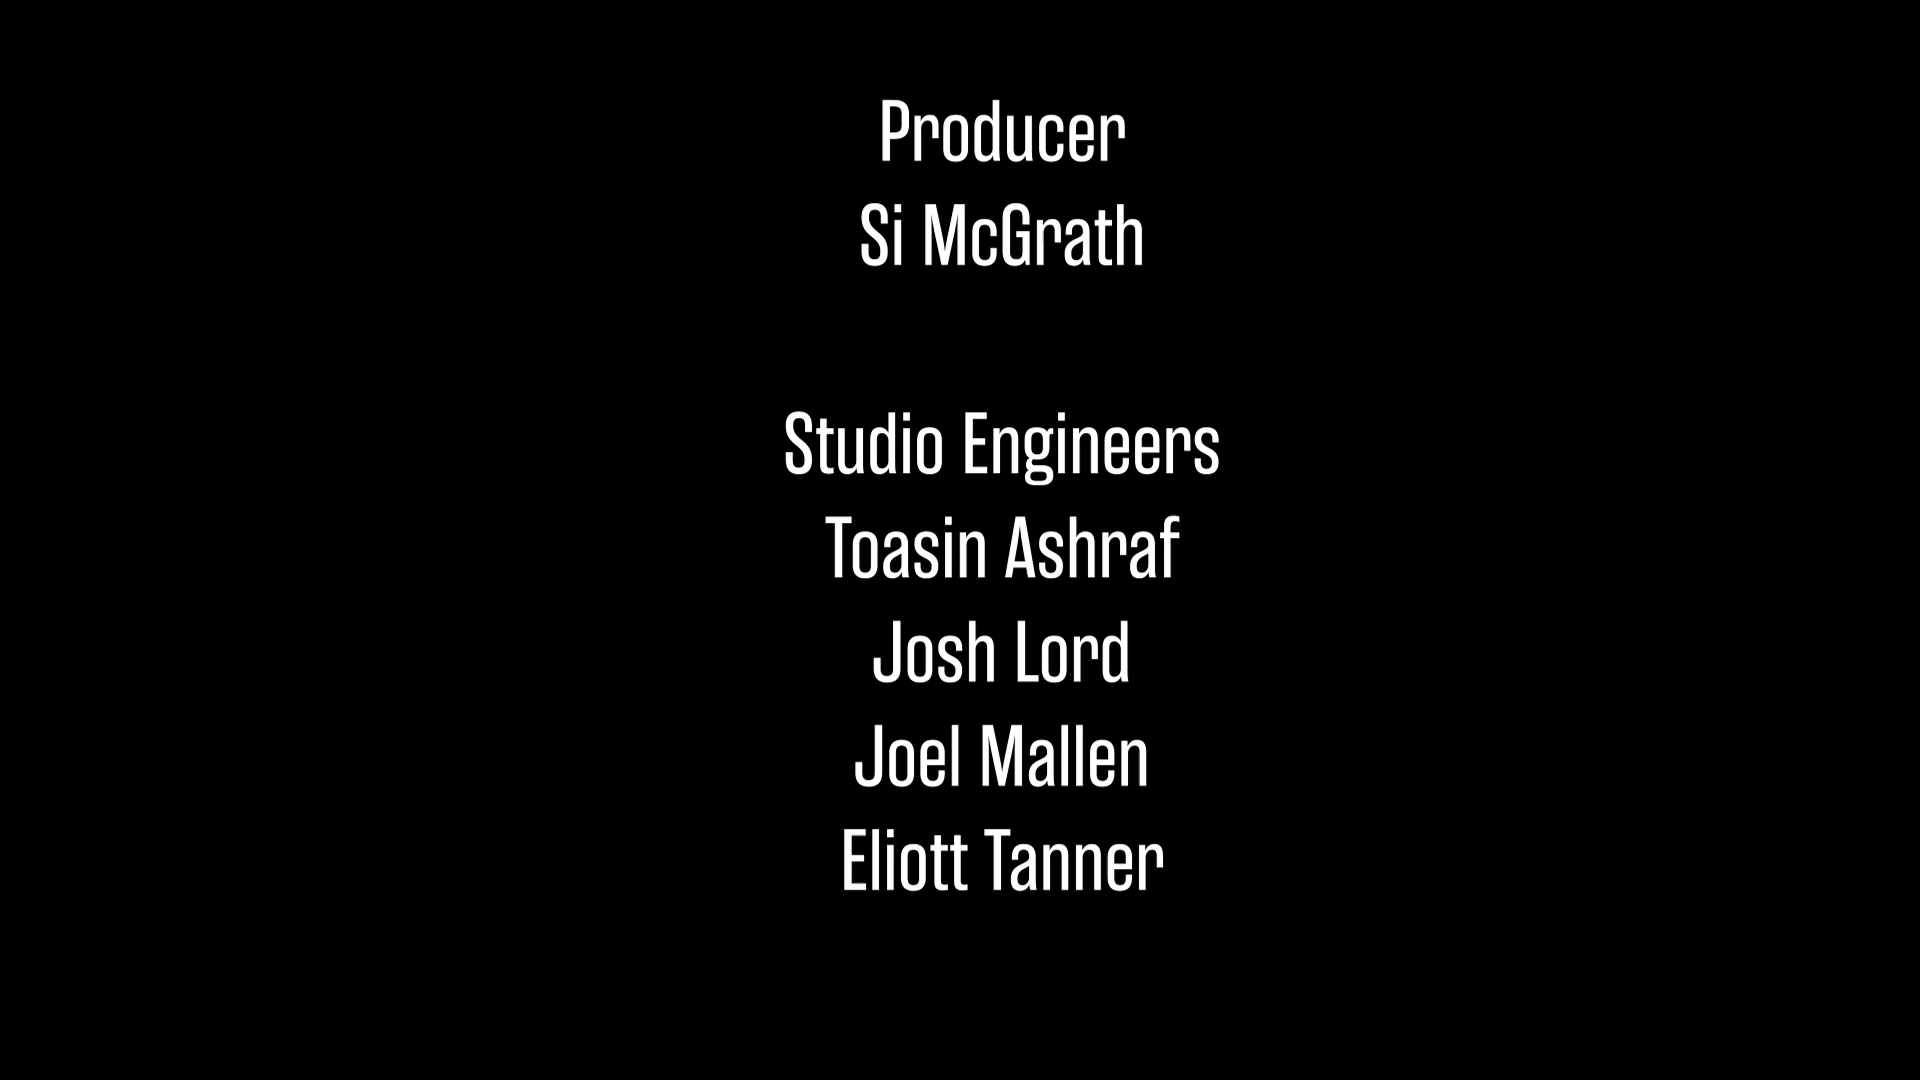 Producer
Si McGrath
Studio Engineers
Toasin Ashraf
Josh Lord
Joel Mallen
Eliott Tanner